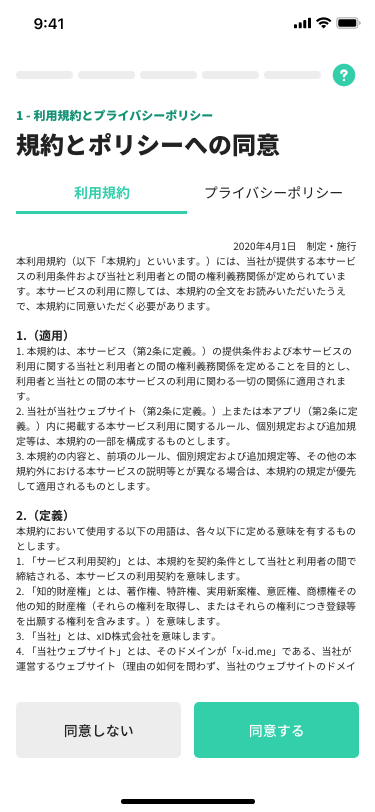 9:41
?
1 - 利用規約とプライバシーポリシー
規約とポリシーへの同意
利用規約 プライバシーポリシー
2020年4月1日　制定・施行
本利用規約（以下「本規約」といいます。）には、当社が提供する本サービ
スの利用条件および当社と利用者との間の権利義務関係が定められていま
す。本サービスの利用に際しては、本規約の全文をお読みいただいたうえ
で、本規約に同意いただく必要があります。
1.（適用）
1. 本規約は、本サービス（第2条に定義。）の提供条件および本サービスの
利用に関する当社と利用者との間の権利義務関係を定めることを目的とし、
利用者と当社との間の本サービスの利用に関わる一切の関係に適用されま
す。
2. 当社が当社ウェブサイト（第2条に定義。）上または本アプリ（第2条に定
義。）内に掲載する本サービス利用に関するルール、個別規定および追加規
定等は、本規約の一部を構成するものとします。
3. 本規約の内容と、前項のルール、個別規定および追加規定等、その他の本
規約外における本サービスの説明等とが異なる場合は、本規約の規定が優先
して適用されるものとします。
2.（定義）
本規約において使用する以下の用語は、各々以下に定める意味を有するもの
とします。
1. 「サービス利用契約」とは、本規約を契約条件として当社と利用者の間で
締結される、本サービスの利用契約を意味します。
2. 「知的財産権」とは、著作権、特許権、実用新案権、意匠権、商標権その
他の知的財産権（それらの権利を取得し、またはそれらの権利につき登録等
を出願する権利を含みます。）を意味します。
3. 「当社」とは、xID株式会社を意味します。
4. 「当社ウェブサイト」とは、そのドメインが「x-id.me」である、当社が
運営するウェブサイト（理由の如何を問わず、当社のウェブサイトのドメイ
同意しない 同意する